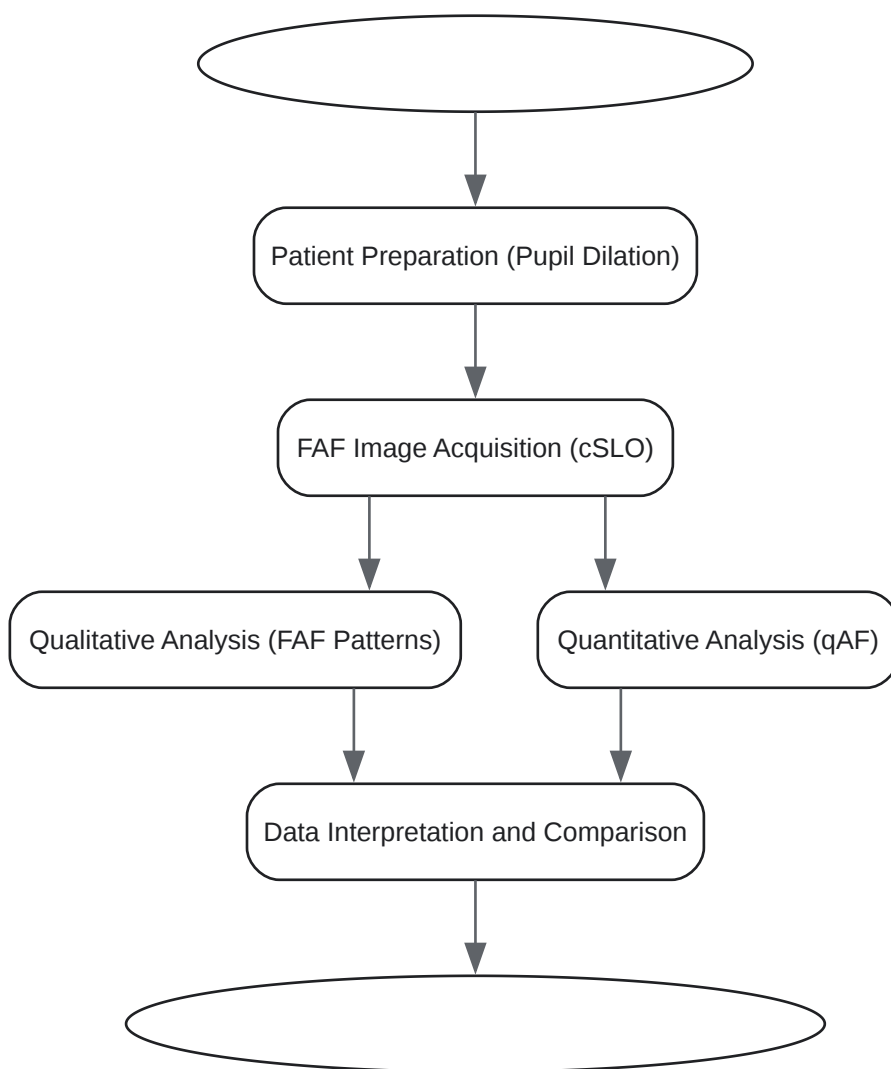 Patient Preparation (Pupil Dilation)
FAF Image Acquisition (cSLO)
Qualitative Analysis (FAF Patterns)
Quantitative Analysis (qAF)
Data Interpretation and Comparison